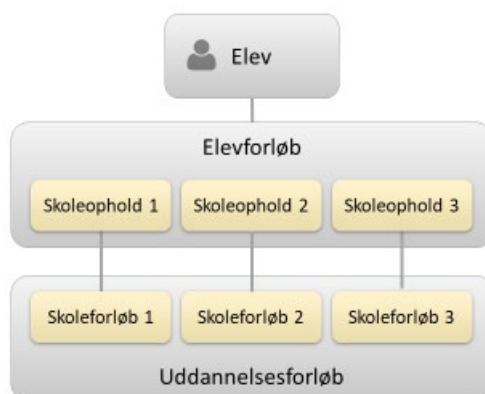 Elev
Elevforløb
Skoleophold 1
Skoleophold 2
Skoleophold 3
Skoleforløb 1
Skoleforløb 2
Skoleforløb 3
Uddannelsesforløb